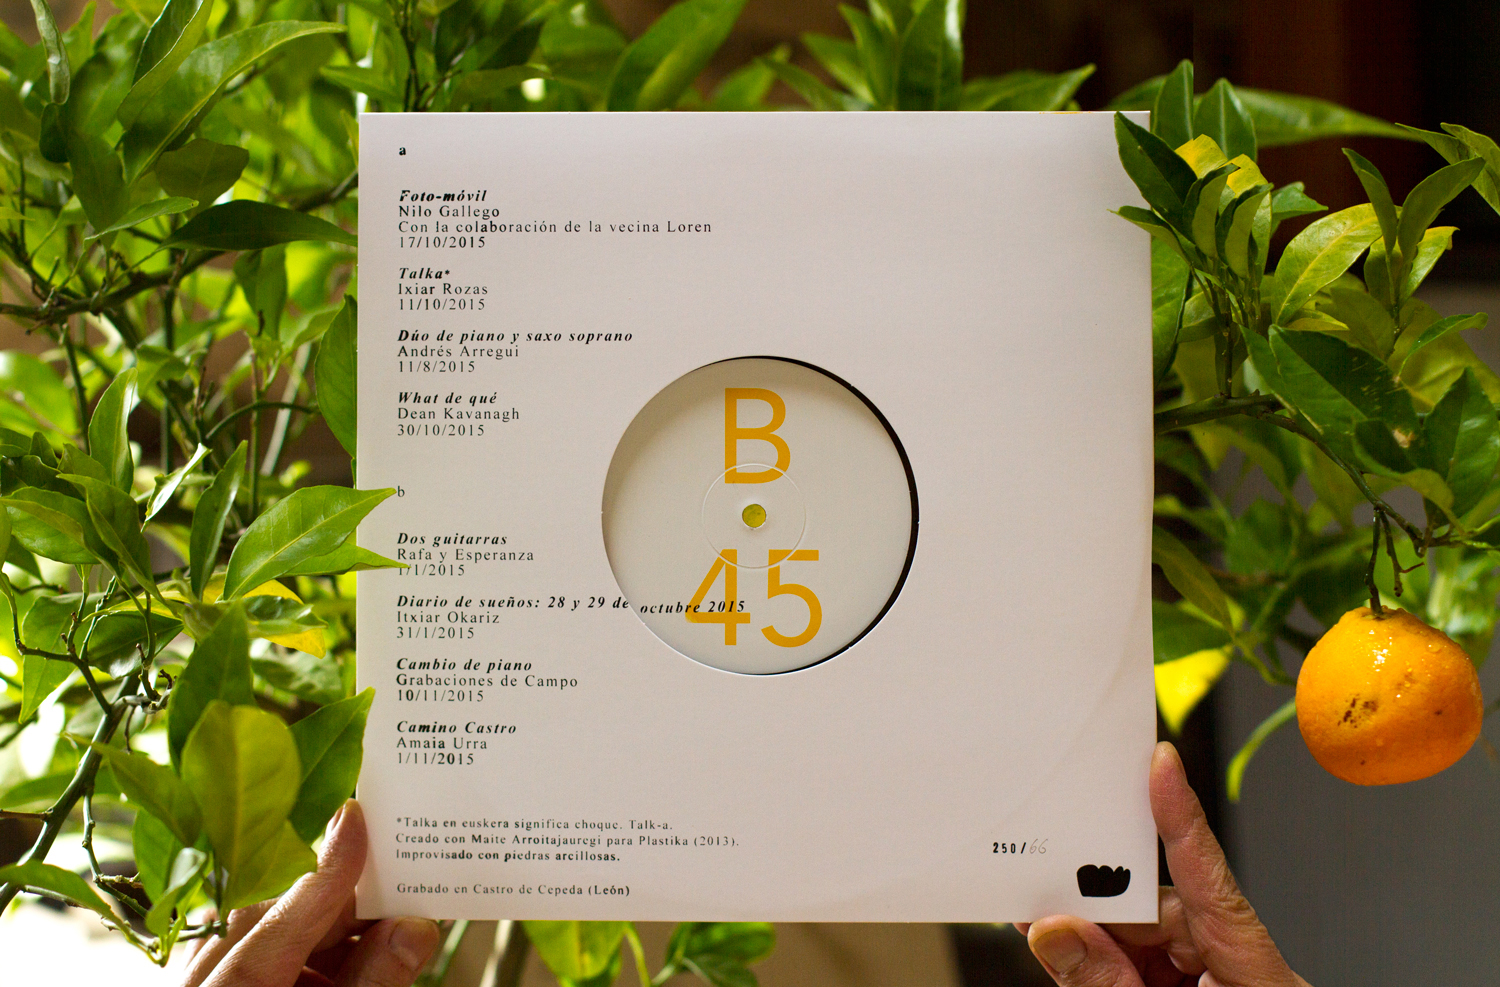 a
Foto-móvil
Nilo Gallego
Con la colaboración de la vecina Loren
17/10/2015
Talka*
Ixiar Rozas
11/10/2015
Dúo de piano y saxo soprano
Andrés Arregui
11/8/2015
What de qué
Dean Kavanagh
30/10/2015
b
Dos guitarras
Rafa y Esperanza
1/1/2015
Diario de sueños: 28 y 29 de octubre 2015
Itxiar Okariz
31/1/2015
Cambio de piano
Grabaciones de Campo
10/11/2015
Camino Castro
Amaia Urra
1/11/2015
*Talka en euskera significa choque. Talk-a.
Creado con Maite Arroitajauregi para Plastika (2013).
Improvisado con piedras arcillosas.
Grabado en Castro de Cepeda (León)
B
45
250/66